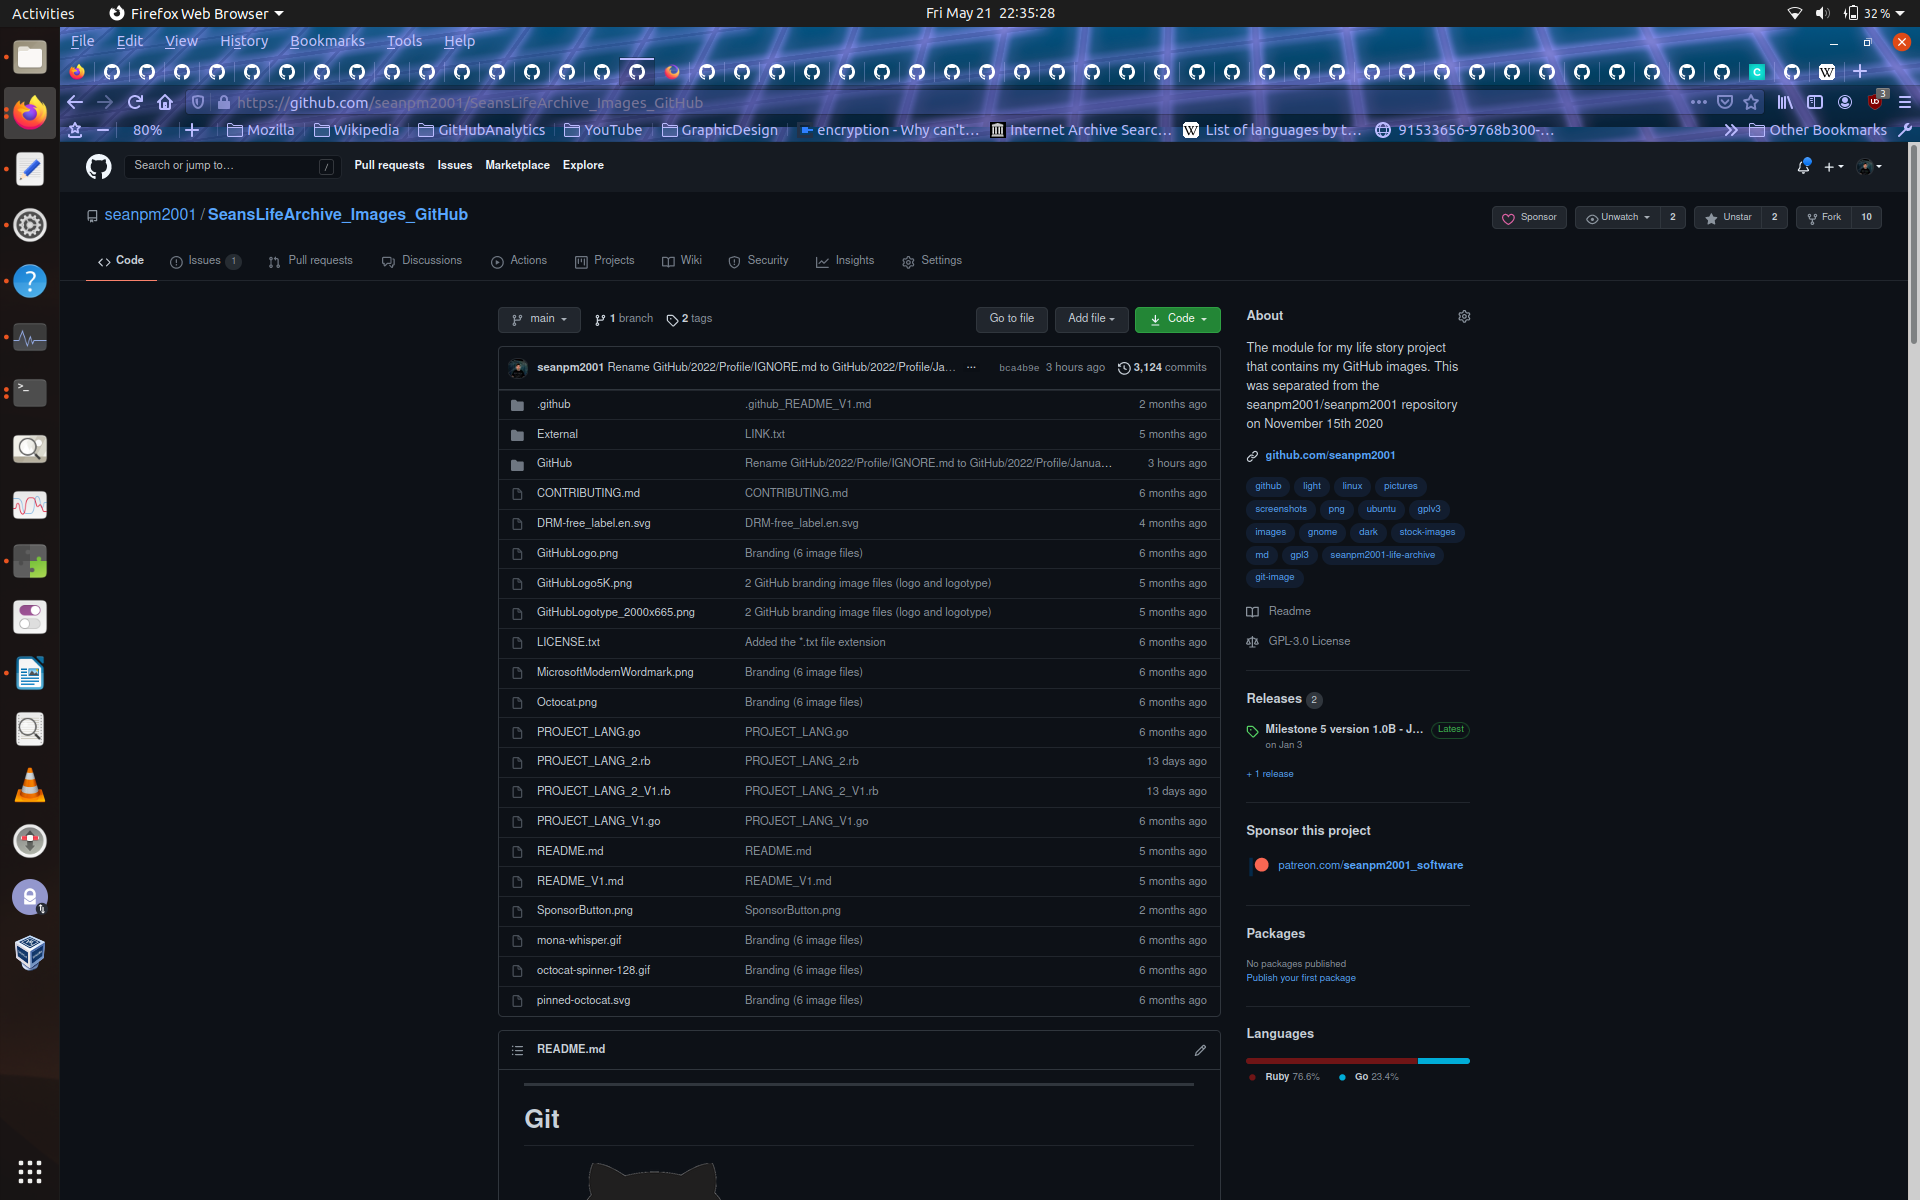 Activities Firefox Web Browser Fri May 21 22:35:28 32 %
File Edit View History Bookmarks Tools Help
https://github.com/seanpm2001/SeansLifeArchive_Images_GitHub 3
80% Mozilla Wikipedia GitHubAnalytics YouTube GraphicDesign encryption - Why can't... Internet Archive Searc... List of languages by t... 91533656-9768b300-... Other Bookmarks
Search or jump to... / Pull requests Issues Marketplace Explore
seanpm2001 / SeansLifeArchive_Images_GitHub Sponsor Unwatch 2 Unstar 2 Fork 10
Code Issues 1 Pull requests Discussions Actions Projects Wiki Security Insights Settings
main 1 branch 2 tags Go to file Add file Code
seanpm2001 Rename GitHub/2022/Profile/IGNORE.md to GitHub/2022/Profile/Ja... ... bca4b9e 3 hours ago 3,124 commits
.github .github_README_V1.md 2 months ago
External LINK.txt 5 months ago
GitHub Rename GitHub/2022/Profile/IGNORE.md to GitHub/2022/Profile/Janua... 3 hours ago
CONTRIBUTING.md CONTRIBUTING.md 6 months ago
DRM-free_label.en.svg DRM-free_label.en.svg 4 months ago
GitHubLogo.png Branding (6 image files) 6 months ago
GitHubLogo5K.png 2 GitHub branding image files (logo and logotype) 5 months ago
GitHubLogotype_2000x665.png 2 GitHub branding image files (logo and logotype) 5 months ago
LICENSE.txt Added the *.txt file extension 6 months ago
MicrosoftModernWordmark.png Branding (6 image files) 6 months ago
Octocat.png Branding (6 image files) 6 months ago
PROJECT_LANG.go PROJECT_LANG.go 6 months ago
PROJECT_LANG_2.rb PROJECT_LANG_2.rb 13 days ago
PROJECT_LANG_2_V1.rb PROJECT_LANG_2_V1.rb 13 days ago
PROJECT_LANG_V1.go PROJECT_LANG_V1.go 6 months ago
README.md README.md 5 months ago
README_V1.md README_V1.md 5 months ago
SponsorButton.png SponsorButton.png 2 months ago
mona-whisper.gif Branding (6 image files) 6 months ago
octocat-spinner-128.gif Branding (6 image files) 6 months ago
pinned-octocat.svg Branding (6 image files) 6 months ago
README.md
Git
About
The module for my life story project
that contains my GitHub images. This
was separated from the
seanpm2001/seanpm2001 repository
on November 15th 2020
github.com/seanpm2001
github light linux pictures
screenshots png ubuntu gplv3
images gnome dark stock-images
md gpl3 seanpm2001-life-archive
git-image
Readme
GPL-3.0 License
Releases 2
Milestone 5 version 1.0B - J... Latest
on Jan 3
+ 1 release
Sponsor this project
patreon.com/seanpm2001_software
Packages
No packages published
Publish your first package
Languages
Ruby 76.6% Go 23.4%